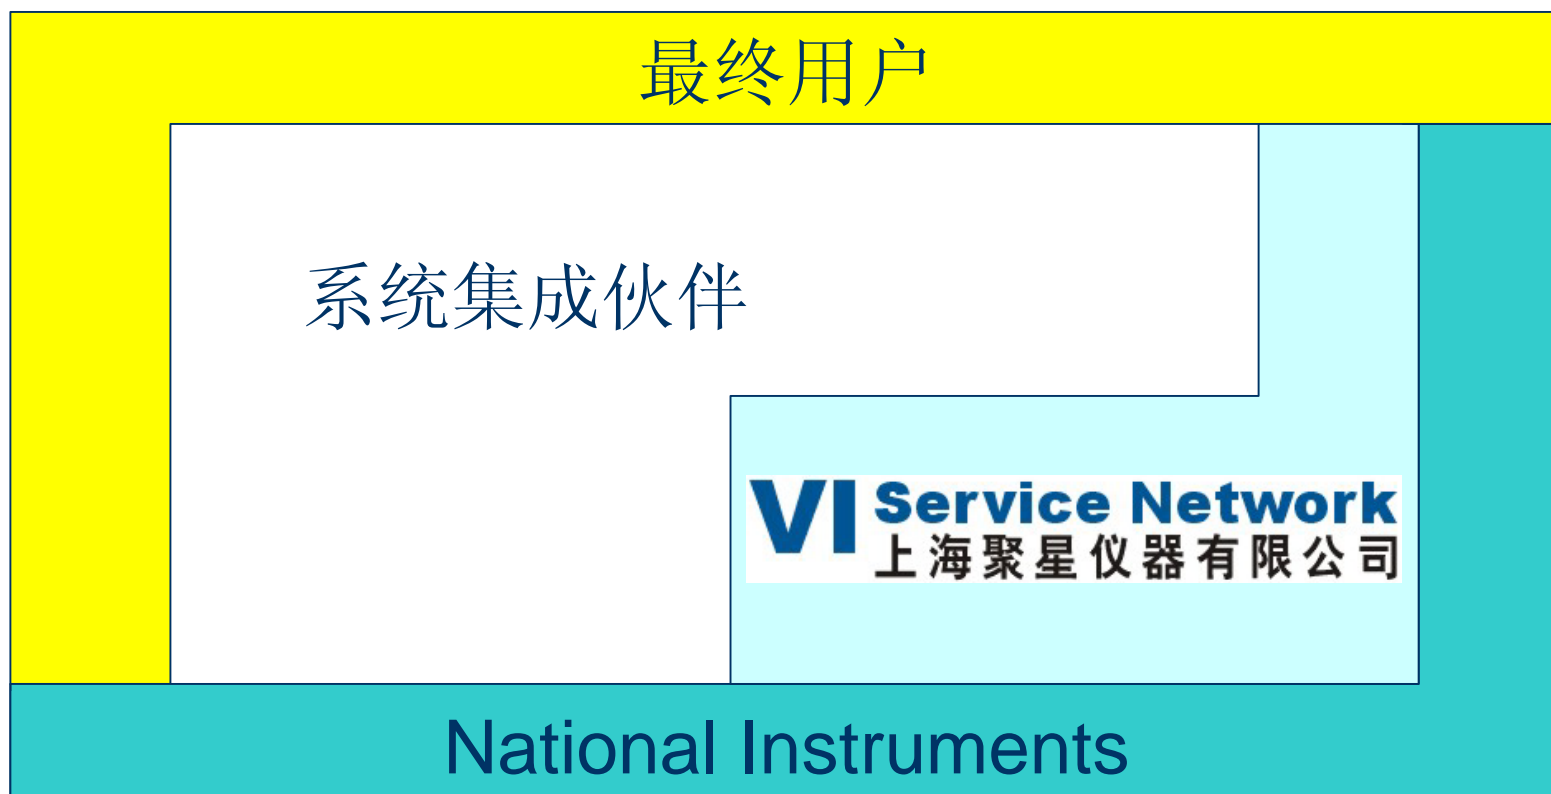 最终用户
系统集成伙伴
VI Service Network
上海聚星仪器有限公司
National Instruments